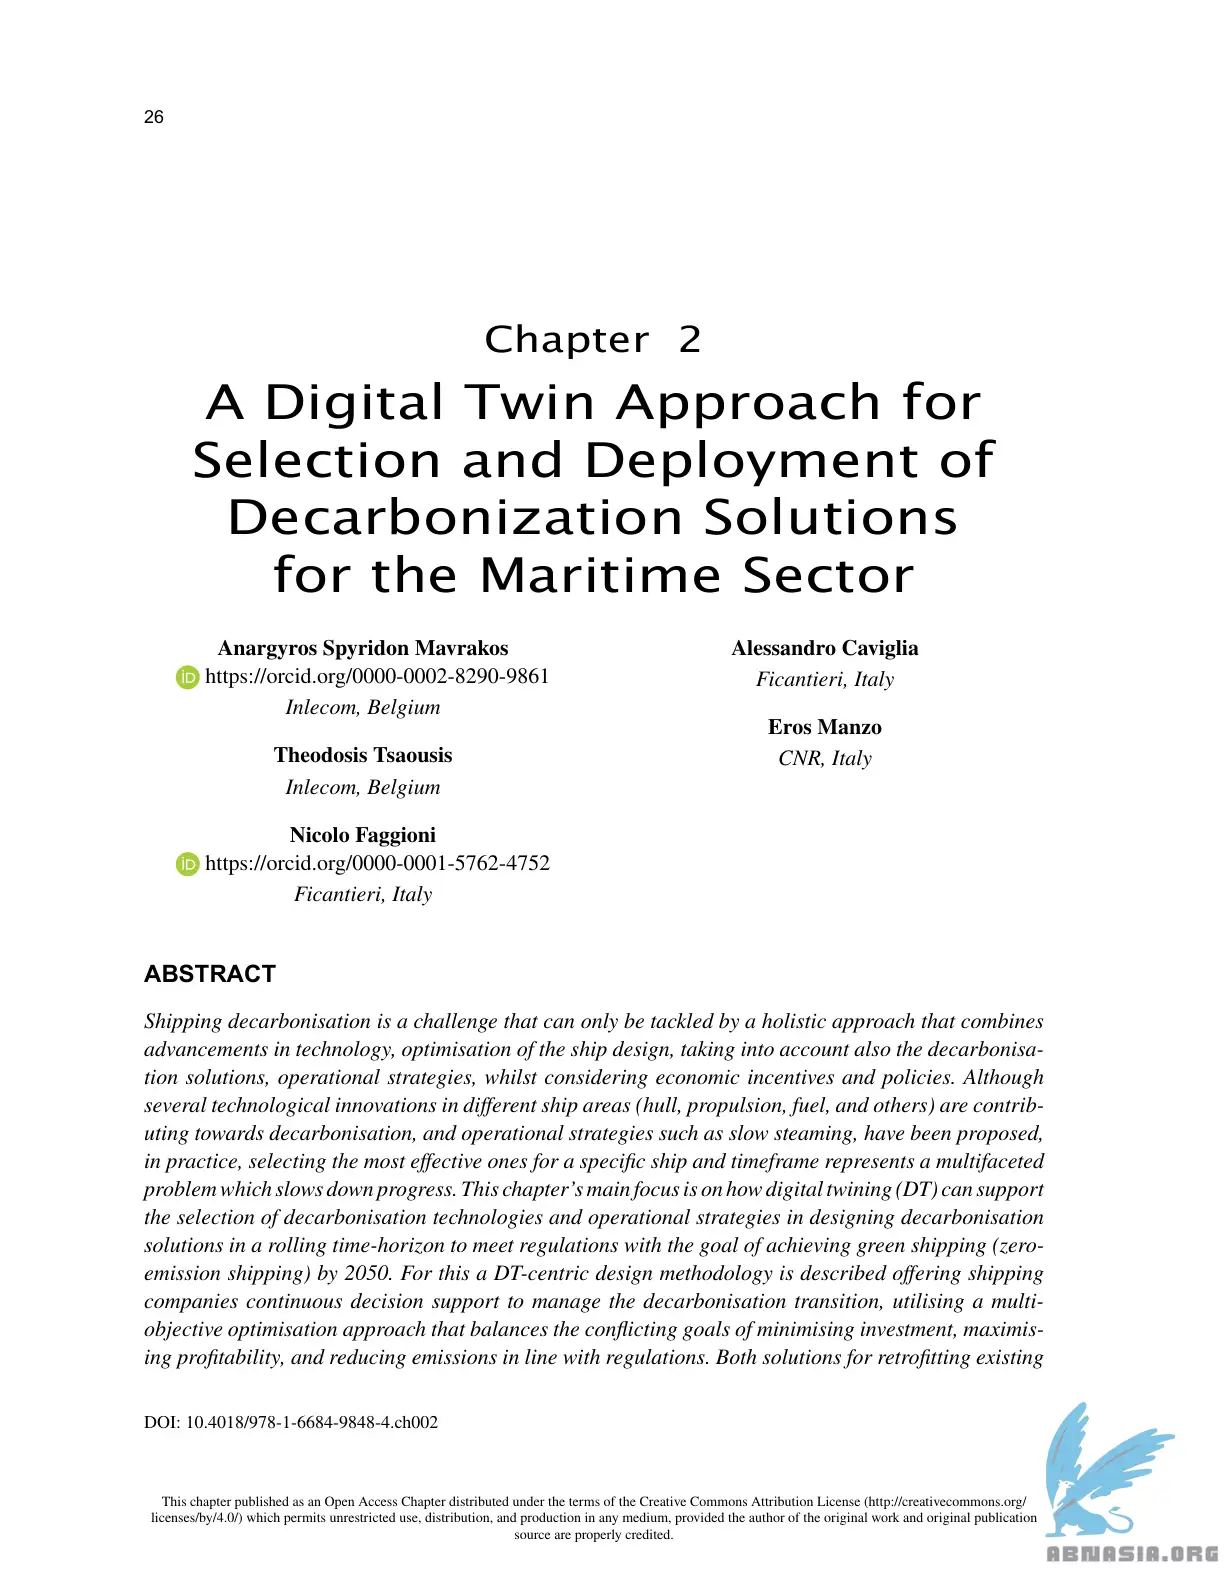 26
Chapter 2
A Digital Twin Approach for
Selection and Deployment of
Decarbonization Solutions
for the Maritime Sector
Anargyros Spyridon Mavrakos
iD https://orcid.org/0000-0002-8290-9861
Inlecom, Belgium
Theodosis Tsaousis
Inlecom, Belgium
Nicolo Faggioni
iD https://orcid.org/0000-0001-5762-4752
Ficantieri, Italy
Alessandro Caviglia
Ficantieri, Italy
Eros Manzo
CNR, Italy
ABSTRACT
Shipping decarbonisation is a challenge that can only be tackled by a holistic approach that combines
advancements in technology, optimisation of the ship design, taking into account also the decarbonisa-
tion solutions, operational strategies, whilst considering economic incentives and policies. Although
several technological innovations in different ship areas (hull, propulsion, fuel, and others) are contrib-
uting towards decarbonisation, and operational strategies such as slow steaming, have been proposed,
in practice, selecting the most effective ones for a specific ship and timeframe represents a multifaceted
problem which slows down progress. This chapter's main focus is on how digital twining (DT) can support
the selection of decarbonisation technologies and operational strategies in designing decarbonisation
solutions in a rolling time-horizon to meet regulations with the goal of achieving green shipping (zero-
emission shipping) by 2050. For this a DT-centric design methodology is described offering shipping
companies continuous decision support to manage the decarbonisation transition, utilising a multi-
objective optimisation approach that balances the conflicting goals of minimising investment, maximis-
ing profitability, and reducing emissions in line with regulations. Both solutions for retrofitting existing
DOI: 10.4018/978-1-6684-9848-4.ch002
This chapter published as an Open Access Chapter distributed under the terms of the Creative Commons Attribution License (http://creativecommons.org/
licenses/by/4.0/) which permits unrestricted use, distribution, and production in any medium, provided the author of the original work and original publication
source are properly credited.
ABNASIA.ORG